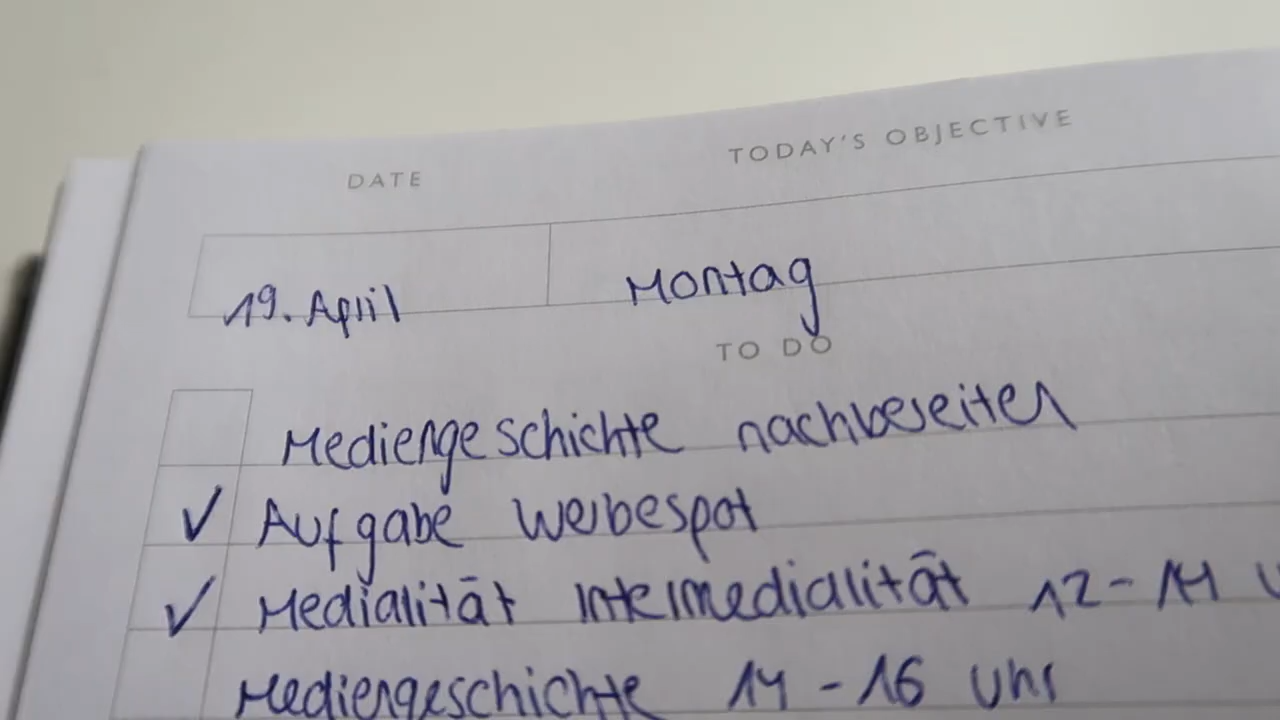 DATE TODAY'S OBJECTIVE
19. April Montag
TO DO
Mediengeschichte nachbereiten
✓ Aufgabe Werbespot
✓ Medialität Intermedialität 12-14 U
Mediengeschichte 14-16 Uhr